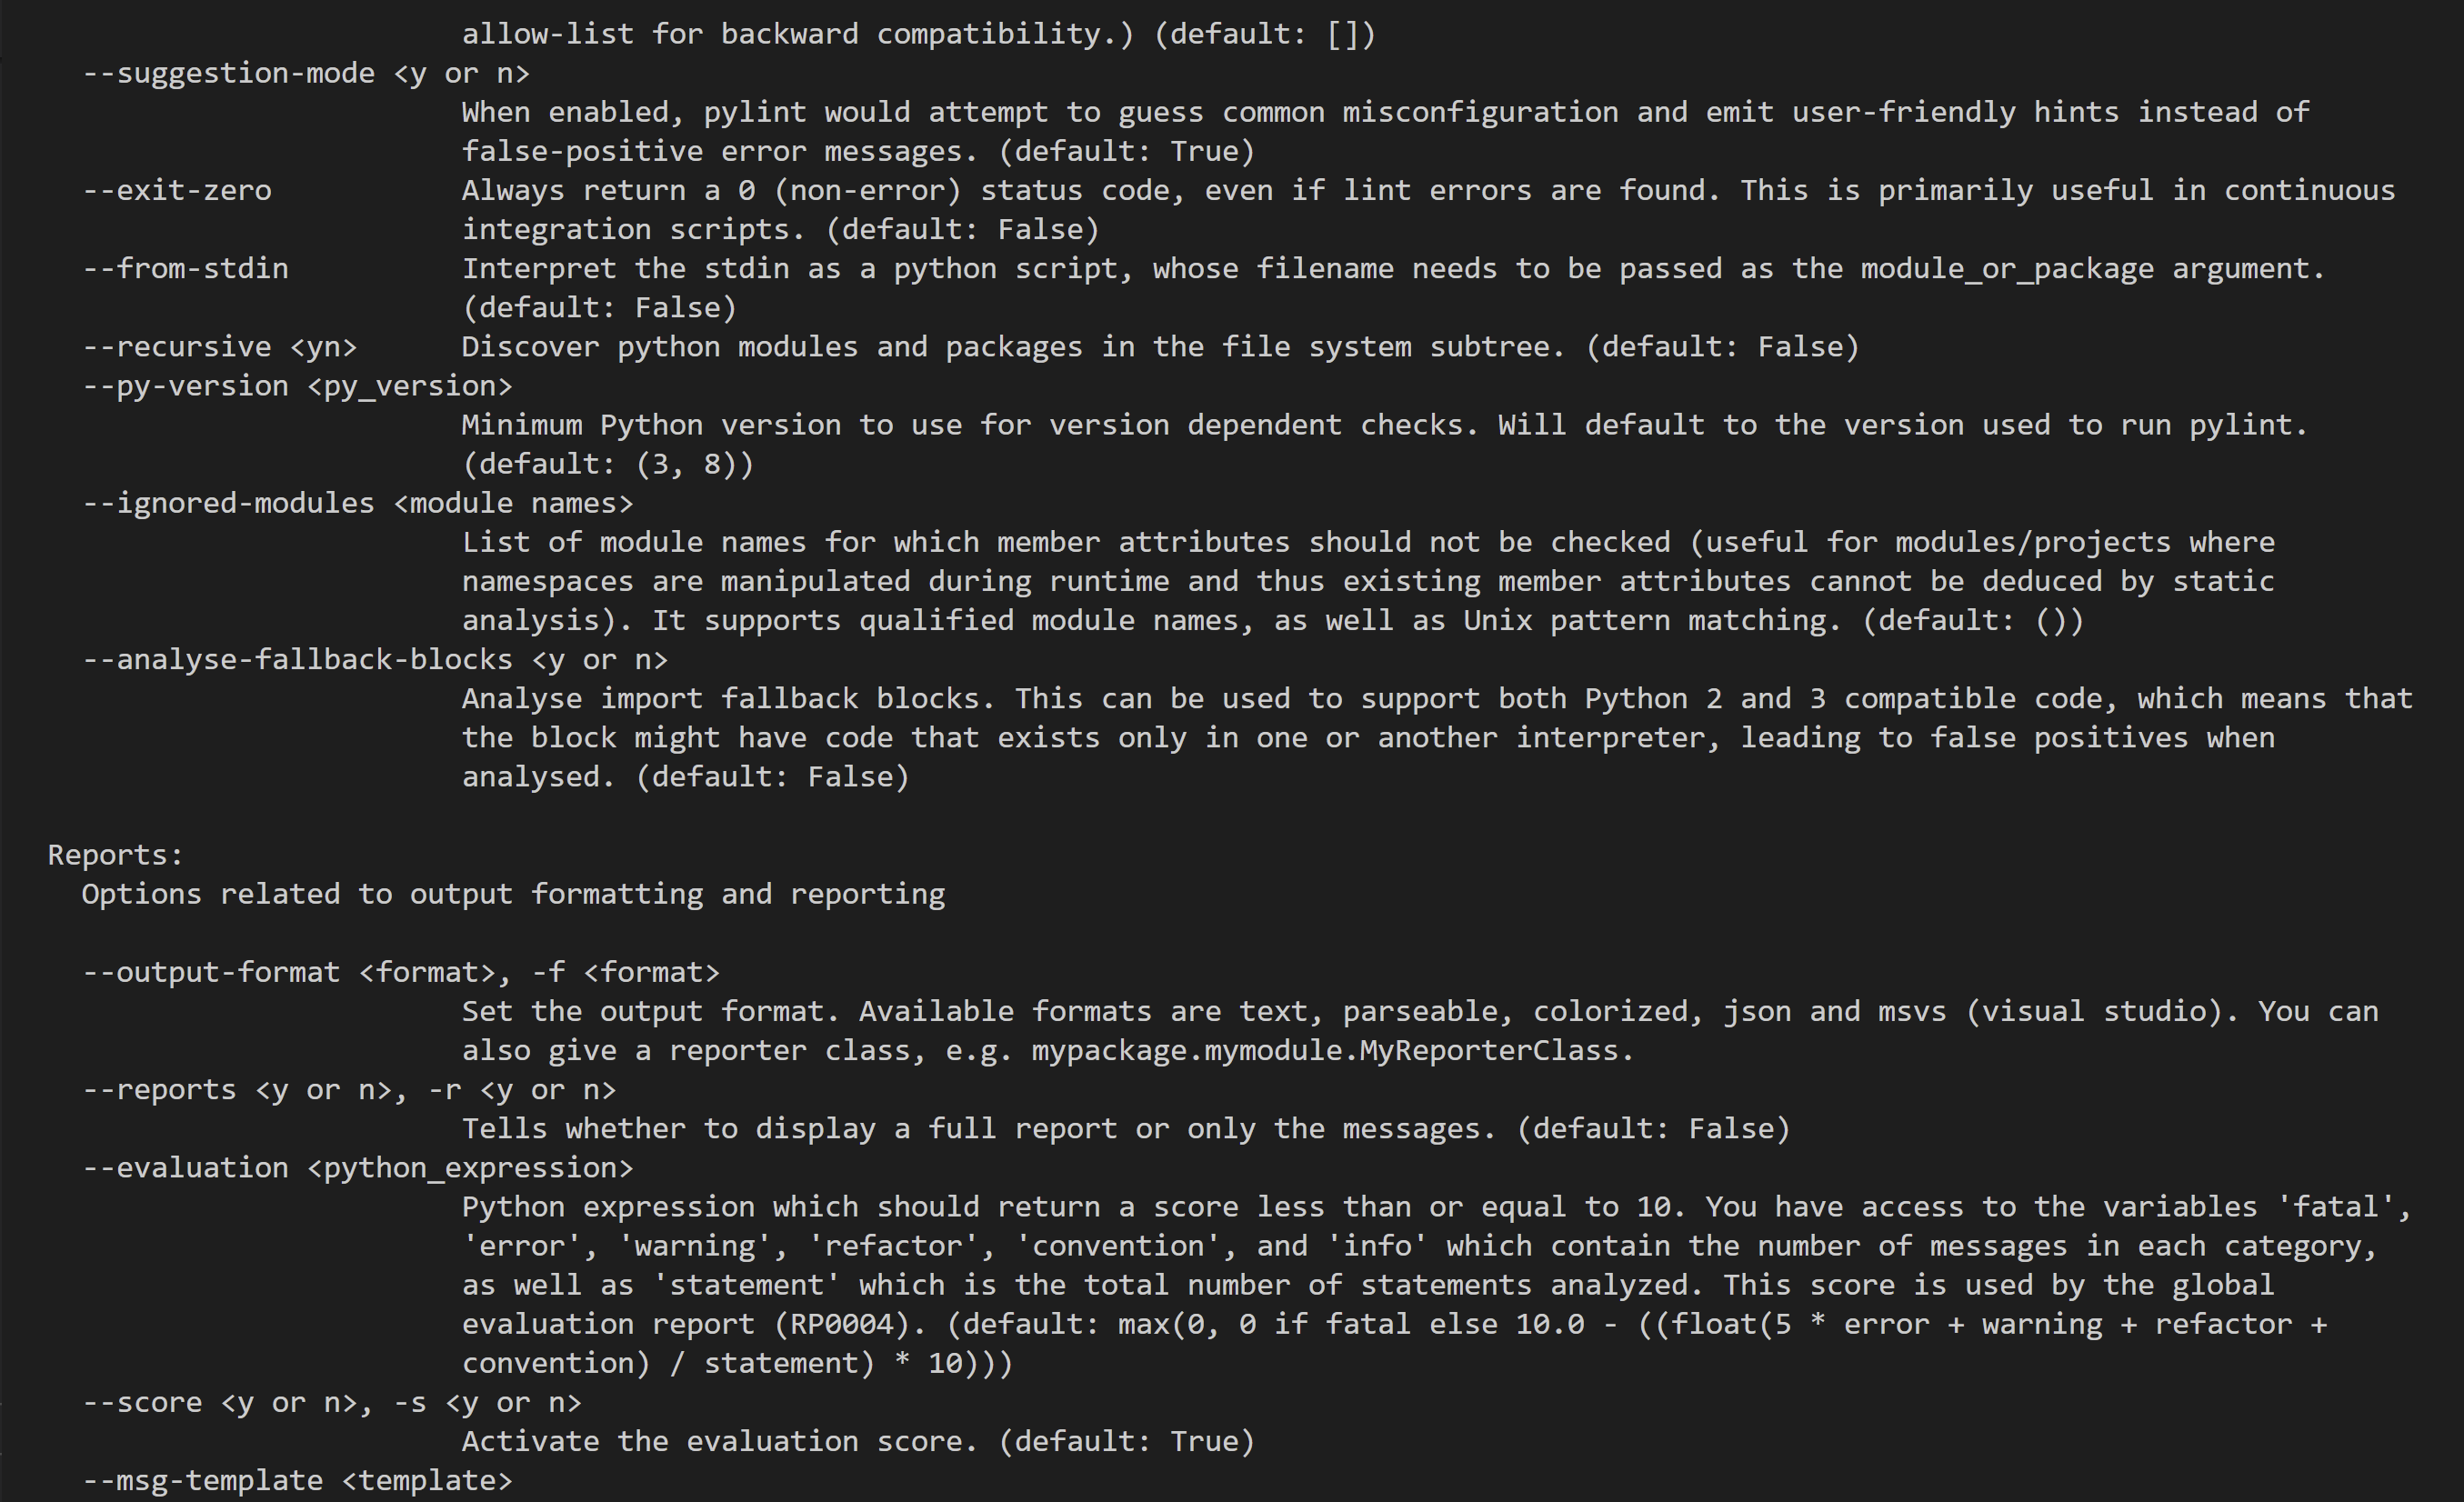 allow-list for backward compatibility.) (default: [])
--suggestion-mode <y or n>
When enabled, pylint would attempt to guess common misconfiguration and emit user-friendly hints instead of
false-positive error messages. (default: True)
--exit-zero Always return a 0 (non-error) status code, even if lint errors are found. This is primarily useful in continuous
integration scripts. (default: False)
--from-stdin Interpret the stdin as a python script, whose filename needs to be passed as the module_or_package argument.
(default: False)
--recursive <yn> Discover python modules and packages in the file system subtree. (default: False)
--py-version <py_version>
Minimum Python version to use for version dependent checks. Will default to the version used to run pylint.
(default: (3, 8))
--ignored-modules <module names>
List of module names for which member attributes should not be checked (useful for modules/projects where
namespaces are manipulated during runtime and thus existing member attributes cannot be deduced by static
analysis). It supports qualified module names, as well as Unix pattern matching. (default: ())
--analyse-fallback-blocks <y or n>
Analyse import fallback blocks. This can be used to support both Python 2 and 3 compatible code, which means that
the block might have code that exists only in one or another interpreter, leading to false positives when
analysed. (default: False)
Reports:
Options related to output formatting and reporting
--output-format <format>, -f <format>
Set the output format. Available formats are text, parseable, colorized, json and msvs (visual studio). You can
also give a reporter class, e.g. mypackage.mymodule.MyReporterClass.
--reports <y or n>, -r <y or n>
Tells whether to display a full report or only the messages. (default: False)
--evaluation <python_expression>
Python expression which should return a score less than or equal to 10. You have access to the variables 'fatal',
'error', 'warning', 'refactor', 'convention', and 'info' which contain the number of messages in each category,
as well as 'statement' which is the total number of statements analyzed. This score is used by the global
evaluation report (RP0004). (default: max(0, 0 if fatal else 10.0 - ((float(5 * error + warning + refactor +
convention) / statement) * 10)))
--score <y or n>, -s <y or n>
Activate the evaluation score. (default: True)
--msg-template <template>